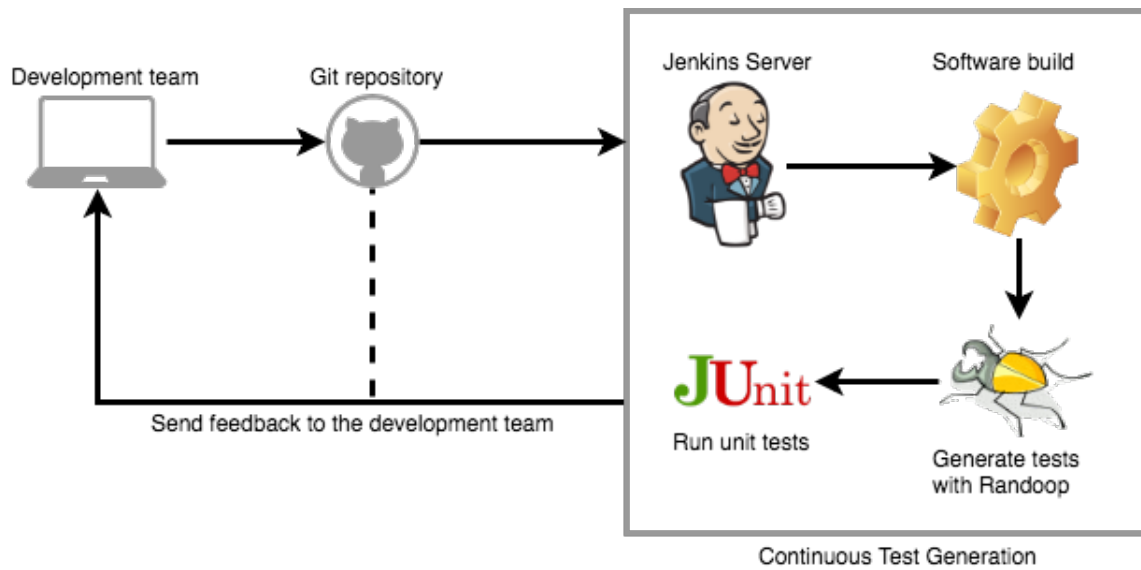 Development team
Git repository
Jenkins Server
Software build
JUnit
Run unit tests
Generate tests
with Randoop
Send feedback to the development team
Continuous Test Generation